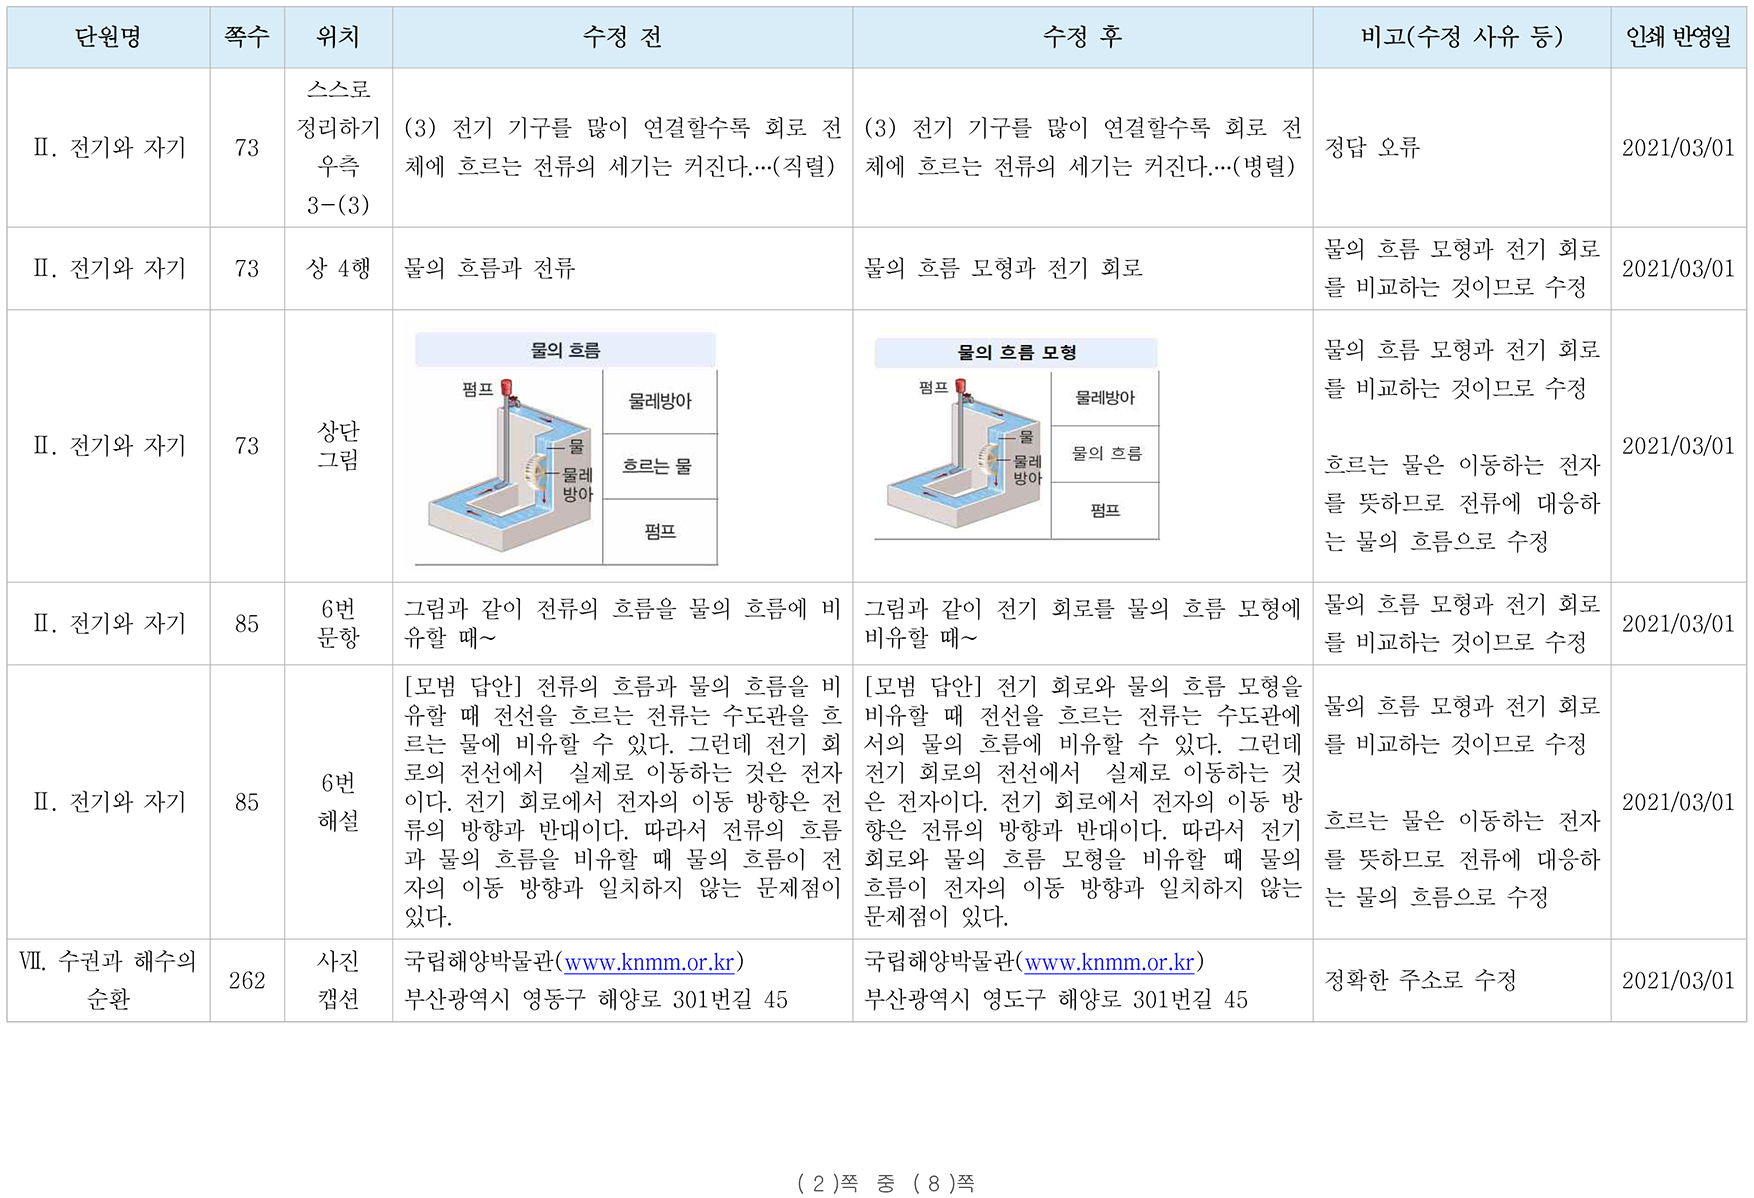 단원명 쪽수 위치 수정 전 수정 후 비고(수정 사유 등) 인쇄 반영일
Ⅱ. 전기와 자기
73
스스로
정리하기
우측
3-(3)
(3) 전기 기구를 많이 연결할수록 회로 전
체에 흐르는 전류의 세기는 커진다.…(직렬)
(3) 전기 기구를 많이 연결할수록 회로 전
체에 흐르는 전류의 세기는 커진다.…(병렬)
정답 오류
2021/03/01
Ⅱ. 전기와 자기
73
상 4행
물의 흐름과 전류
물의 흐름 모형과 전기 회로
물의 흐름 모형과 전기 회로
를 비교하는 것이므로 수정
2021/03/01
Ⅱ. 전기와 자기
73
상단
그림
물의 흐름
펌프
물
물레
방아
물레방아
흐르는 물
펌프
물의 흐름 모형
펌프
물
물레
방아
물레방아
물의 흐름
펌프
물의 흐름 모형과 전기 회로
를 비교하는 것이므로 수정
흐르는 물은 이동하는 전자
를 뜻하므로 전류에 대응하
는 물의 흐름으로 수정
2021/03/01
Ⅱ. 전기와 자기
85
6번
문항
그림과 같이 전류의 흐름을 물의 흐름에 비
유할 때~
그림과 같이 전기 회로를 물의 흐름 모형에
비유할 때~
물의 흐름 모형과 전기 회로
를 비교하는 것이므로 수정
2021/03/01
Ⅱ. 전기와 자기
85
6번
해설
[모범 답안] 전류의 흐름과 물의 흐름을 비
유할 때 전선을 흐르는 전류는 수도관을 흐
르는 물에 비유할 수 있다. 그런데 전기 회
로의 전선에서 실제로 이동하는 것은 전자
이다. 전기 회로에서 전자의 이동 방향은 전
류의 방향과 반대이다. 따라서 전류의 흐름
과 물의 흐름을 비유할 때 물의 흐름이 전
자의 이동 방향과 일치하지 않는 문제점이
있다.
[모범 답안] 전기 회로와 물의 흐름 모형을
비유할 때 전선을 흐르는 전류는 수도관에
서의 물의 흐름에 비유할 수 있다. 그런데
전기 회로의 전선에서 실제로 이동하는 것
은 전자이다. 전기 회로에서 전자의 이동 방
향은 전류의 방향과 반대이다. 따라서 전기
회로와 물의 흐름 모형을 비유할 때 물의
흐름이 전자의 이동 방향과 일치하지 않는
문제점이 있다.
물의 흐름 모형과 전기 회로
를 비교하는 것이므로 수정
흐르는 물은 이동하는 전자
를 뜻하므로 전류에 대응하
는 물의 흐름으로 수정
2021/03/01
Ⅶ. 수권과 해수의
순환
262
사진
캡션
국립해양박물관(www.knmm.or.kr)
부산광역시 영동구 해양로 301번길 45
국립해양박물관(www.knmm.or.kr)
부산광역시 영도구 해양로 301번길 45
정확한 주소로 수정
2021/03/01
( 2 )쪽 중 ( 8 )쪽